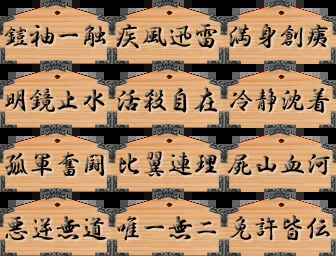 鎧袖一触 疾風迅雷 満身創痍
明鏡止水 活殺自在 冷静沈着
孤軍奮闘 比翼連理 屍山血河
悪逆無道 唯一無二 免許皆伝